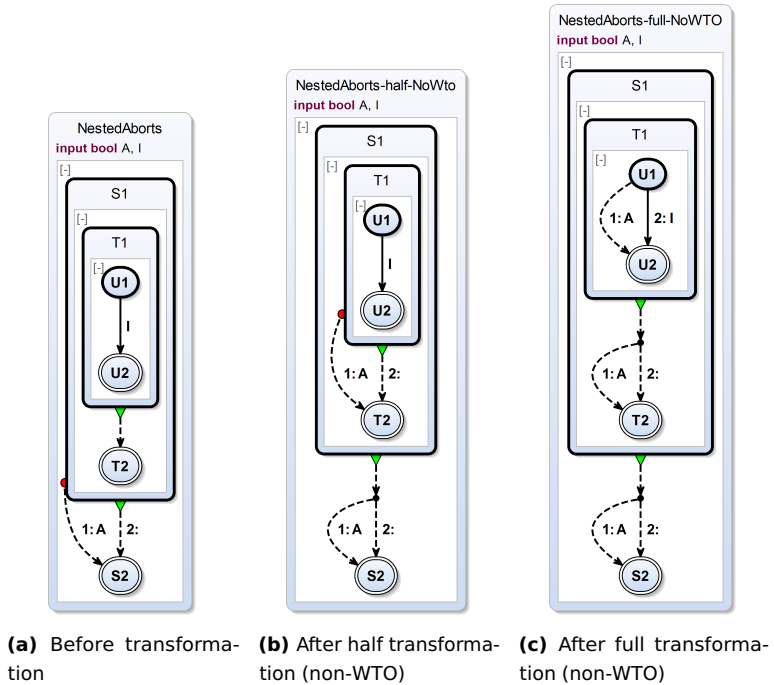 NestedAborts
input bool A, I
[-]
S1
[-]
T1
[-]
U1
I
U2
T2
1: A
2:
S2
(a) Before transforma-
tion
NestedAborts-half-NoWto
input bool A, I
[-]
S1
[-]
T1
[-]
U1
I
U2
1: A
2:
T2
1: A
2:
S2
(b) After half transforma-
tion (non-WTO)
NestedAborts-full-NoWTO
input bool A, I
[-]
S1
[-]
T1
[-]
U1
1: A
2: I
U2
1: A
2:
T2
1: A
2:
S2
(c) After full transforma-
tion (non-WTO)